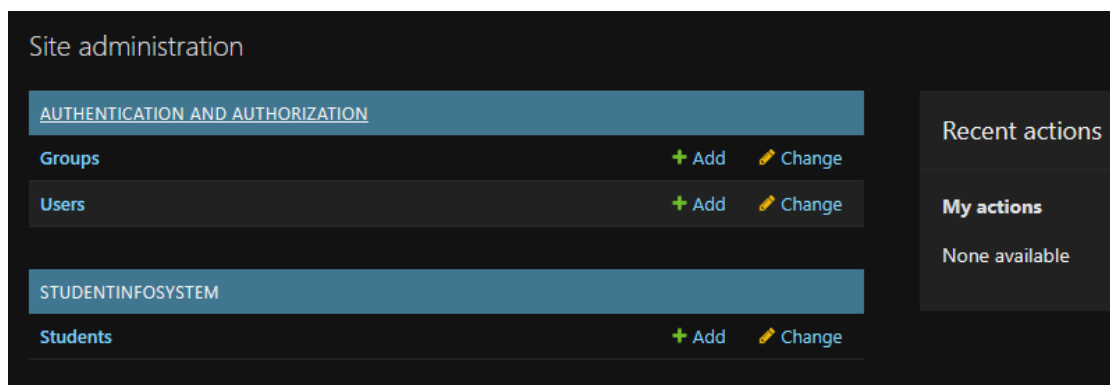 Site administration
AUTHENTICATION AND AUTHORIZATION
Groups Add Change
Users Add Change
STUDENTINFOSYSTEM
Students Add Change
Recent actions
My actions
None available